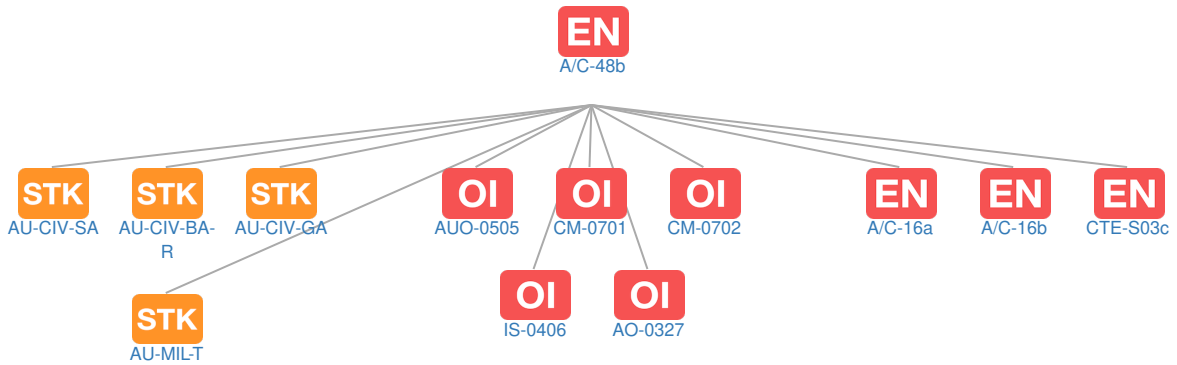 EN
A/C-48b
STK STK STK OI OI OI EN EN EN
AU-CIV-SA AU-CIV-BA- AU-CIV-GA AUO-0505 CM-0701 CM-0702 A/C-16a A/C-16b CTE-S03c
R
OI OI
STK
IS-0406 AO-0327
AU-MIL-T